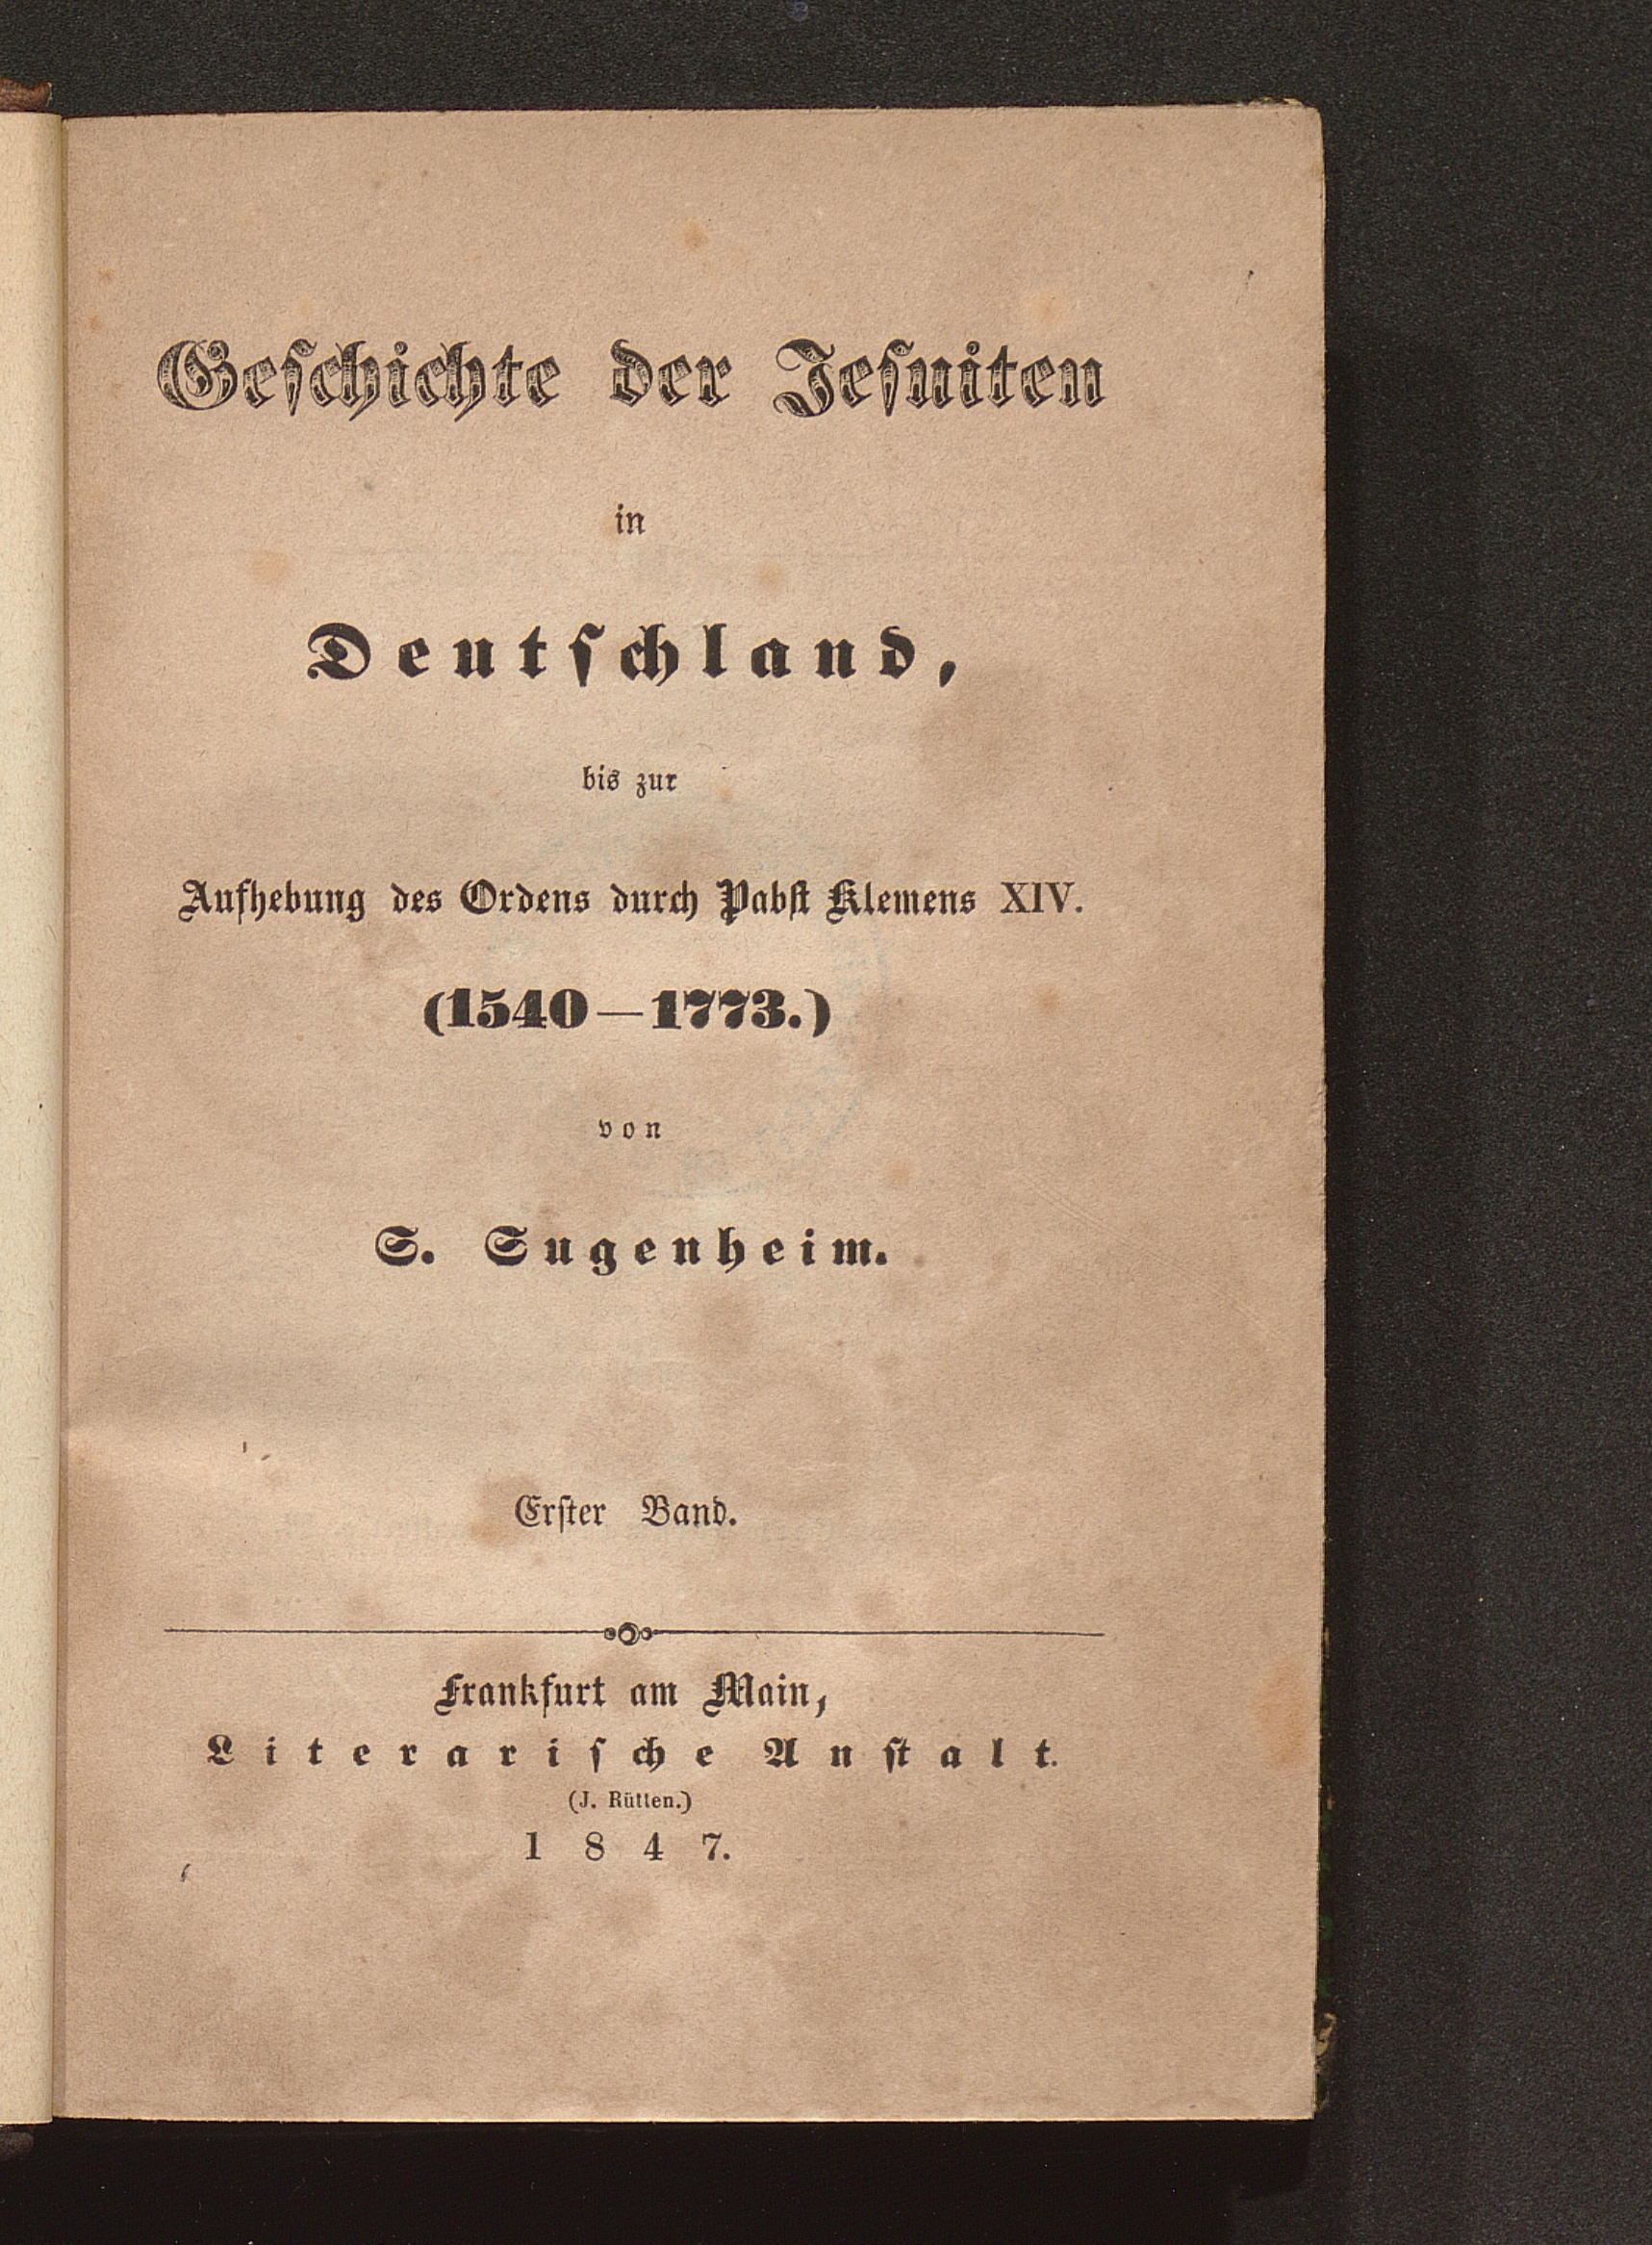 Geschichte der Jesuiten
in
Deutschland,
bis zur
Aufhebung des Ordens durch Pabst Klemens XIV.
(1540—1773.)
von
S. Sugenheim.
Erster Band.
Frankfurt am Main,
Literarische Anstalt.
(J. Rütten.)
1847.